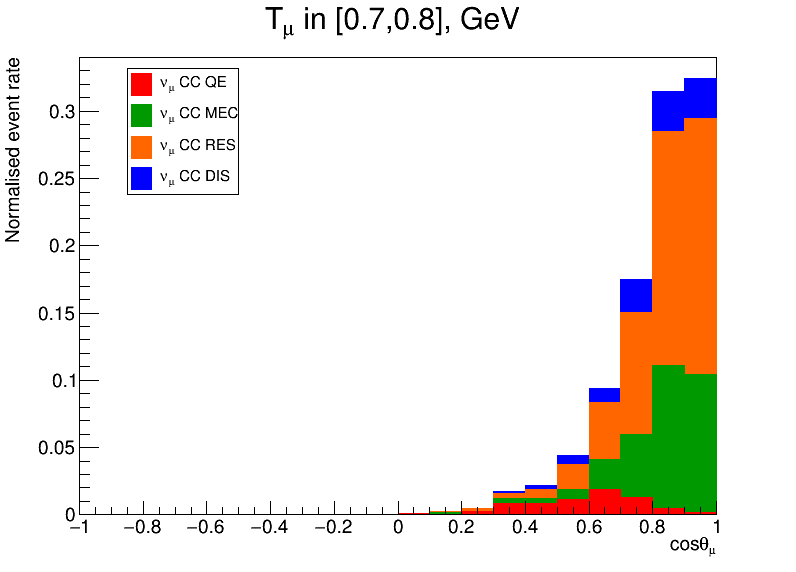 Tμ in [0.7,0.8], GeV
Normalised event rate
νμ CC QE
νμ CC MEC
νμ CC RES
νμ CC DIS
0.3
0.25
0.2
0.15
0.1
0.05
0
−1 −0.8 −0.6 −0.4 −0.2 0 0.2 0.4 0.6 0.8 1
cosθμ